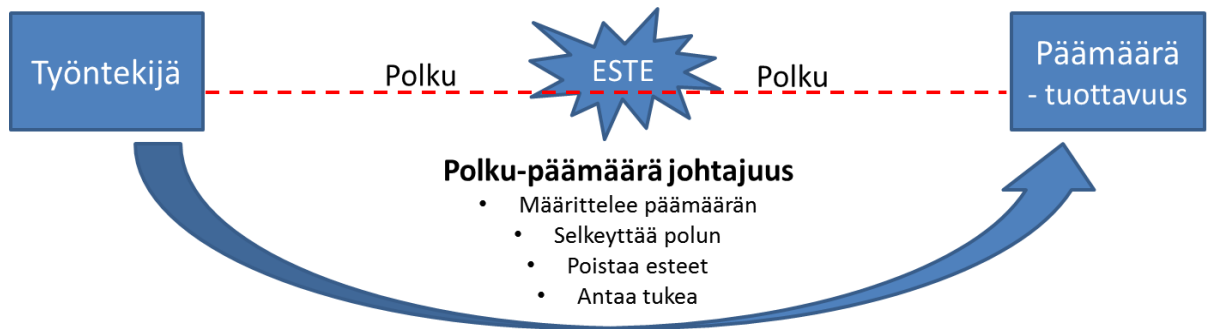 Työntekijä
Polku
ESTE
Polku
Päämäärä
- tuottavuus
Polku-päämäärä johtajuus
• Määrittelee päämäärän
• Selkeyttää polun
• Poistaa esteet
• Antaa tukea